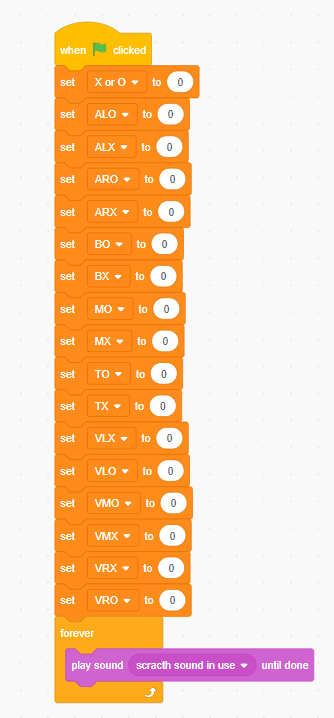 when clicked
set X or O to 0
set ALO to 0
set ALX to 0
set ARO to 0
set ARX to 0
set BO to 0
set BX to 0
set MO to 0
set MX to 0
set TO to 0
set TX to 0
set VLX to 0
set VLO to 0
set VMO to 0
set VMX to 0
set VRX to 0
set VRO to 0
forever
play sound scracth sound in use until done